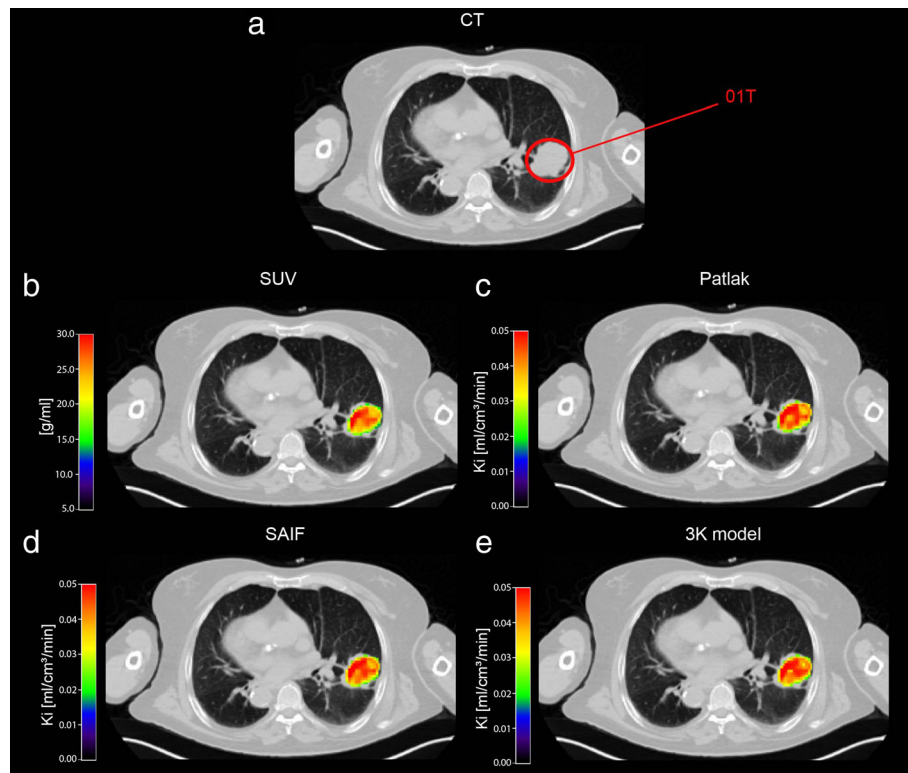 a
CT
01T
b
SUV
30.0
25.0
20.0
15.0
10.0
5.0
[g/ml]
c
Patlak
0.05
0.04
0.03
0.02
0.01
0.00
Ki [ml/cm³/min]
d
SAIF
0.05
0.04
0.03
0.02
0.01
0.00
Ki [ml/cm³/min]
e
3K model
0.05
0.04
0.03
0.02
0.01
0.00
Ki [ml/cm³/min]